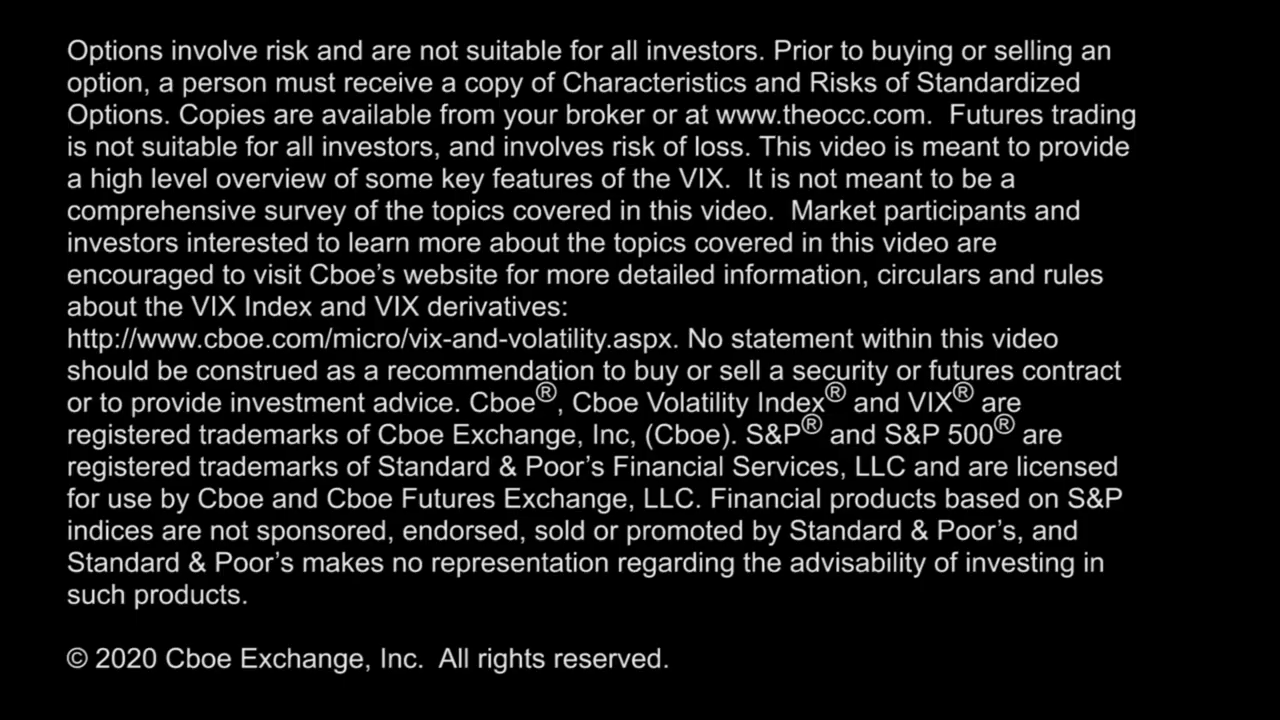 Options involve risk and are not suitable for all investors. Prior to buying or selling an
option, a person must receive a copy of Characteristics and Risks of Standardized
Options. Copies are available from your broker or at www.theocc.com.  Futures trading
is not suitable for all investors, and involves risk of loss. This video is meant to provide
a high level overview of some key features of the VIX.  It is not meant to be a
comprehensive survey of the topics covered in this video.  Market participants and
investors interested to learn more about the topics covered in this video are
encouraged to visit Cboe’s website for more detailed information, circulars and rules
about the VIX Index and VIX derivatives:
http://www.cboe.com/micro/vix-and-volatility.aspx. No statement within this video
should be construed as a recommendation to buy or sell a security or futures contract
or to provide investment advice. Cboe®, Cboe Volatility Index® and VIX® are
registered trademarks of Cboe Exchange, Inc, (Cboe). S&P® and S&P 500® are
registered trademarks of Standard & Poor’s Financial Services, LLC and are licensed
for use by Cboe and Cboe Futures Exchange, LLC. Financial products based on S&P
indices are not sponsored, endorsed, sold or promoted by Standard & Poor’s, and
Standard & Poor’s makes no representation regarding the advisability of investing in
such products.
© 2020 Cboe Exchange, Inc.  All rights reserved.